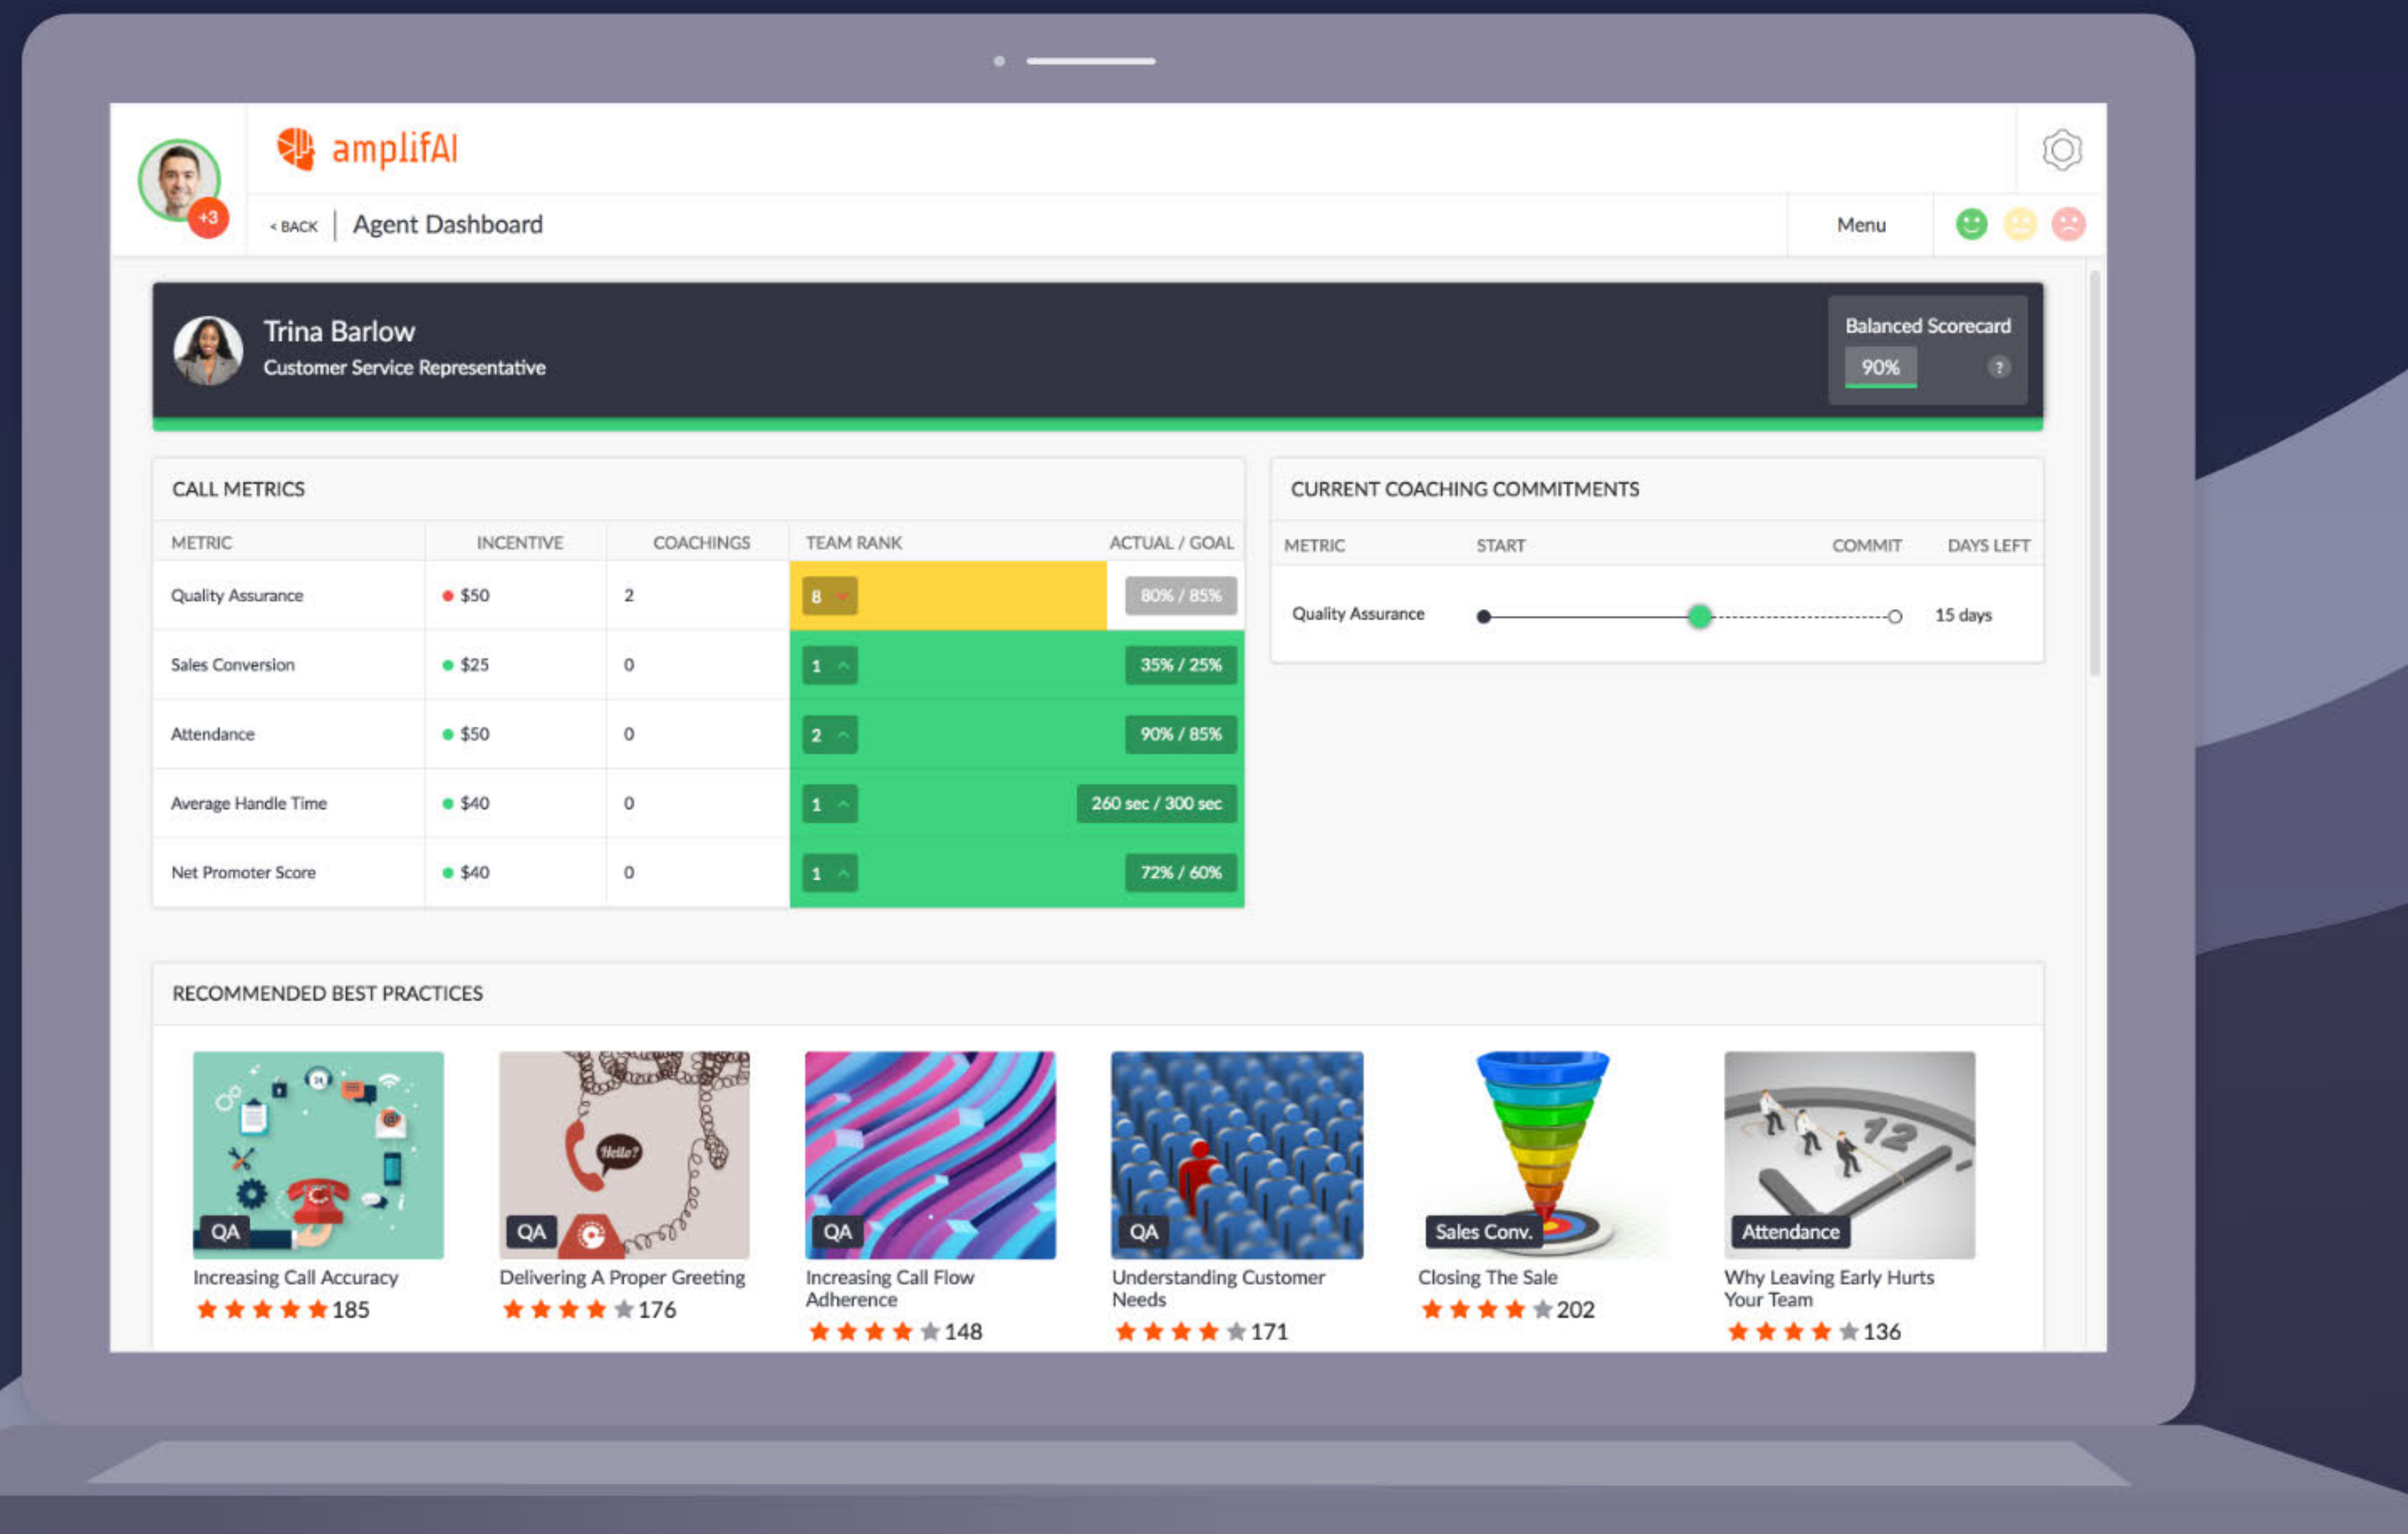 amplifAI
+3
< BACK | Agent Dashboard
Menu
Trina Barlow
Customer Service Representative
Balanced Scorecard
90%
?
CALL METRICS
METRIC INCENTIVE COACHINGS TEAM RANK ACTUAL / GOAL
Quality Assurance $50 2 8 80% / 85%
Sales Conversion $25 0 1 35% / 25%
Attendance $50 0 2 90% / 85%
Average Handle Time $40 0 1 260 sec / 300 sec
Net Promoter Score $40 0 1 72% / 60%
CURRENT COACHING COMMITMENTS
METRIC START COMMIT DAYS LEFT
Quality Assurance 15 days
RECOMMENDED BEST PRACTICES
24
@
QA
Increasing Call Accuracy
185
Hello?
QA
Delivering A Proper Greeting
176
QA
Increasing Call Flow
Adherence
148
QA
Understanding Customer
Needs
171
Sales Conv.
Closing The Sale
202
12
Attendance
Why Leaving Early Hurts
Your Team
136